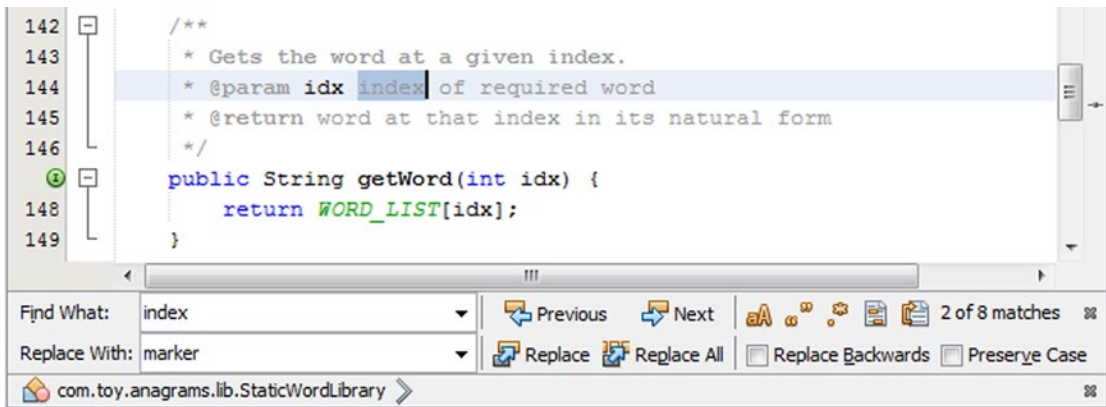 142 /**
143 * Gets the word at a given index.
144 * @param idx index of required word
145 * @return word at that index in its natural form
146 */
public String getWord(int idx) {
148 return WORD_LIST[idx];
149 }
Find What: index Previous Next aA 2 of 8 matches
Replace With: marker Replace Replace All Replace Backwards Preserve Case
com.toy.anagrams.lib.StaticWordLibrary